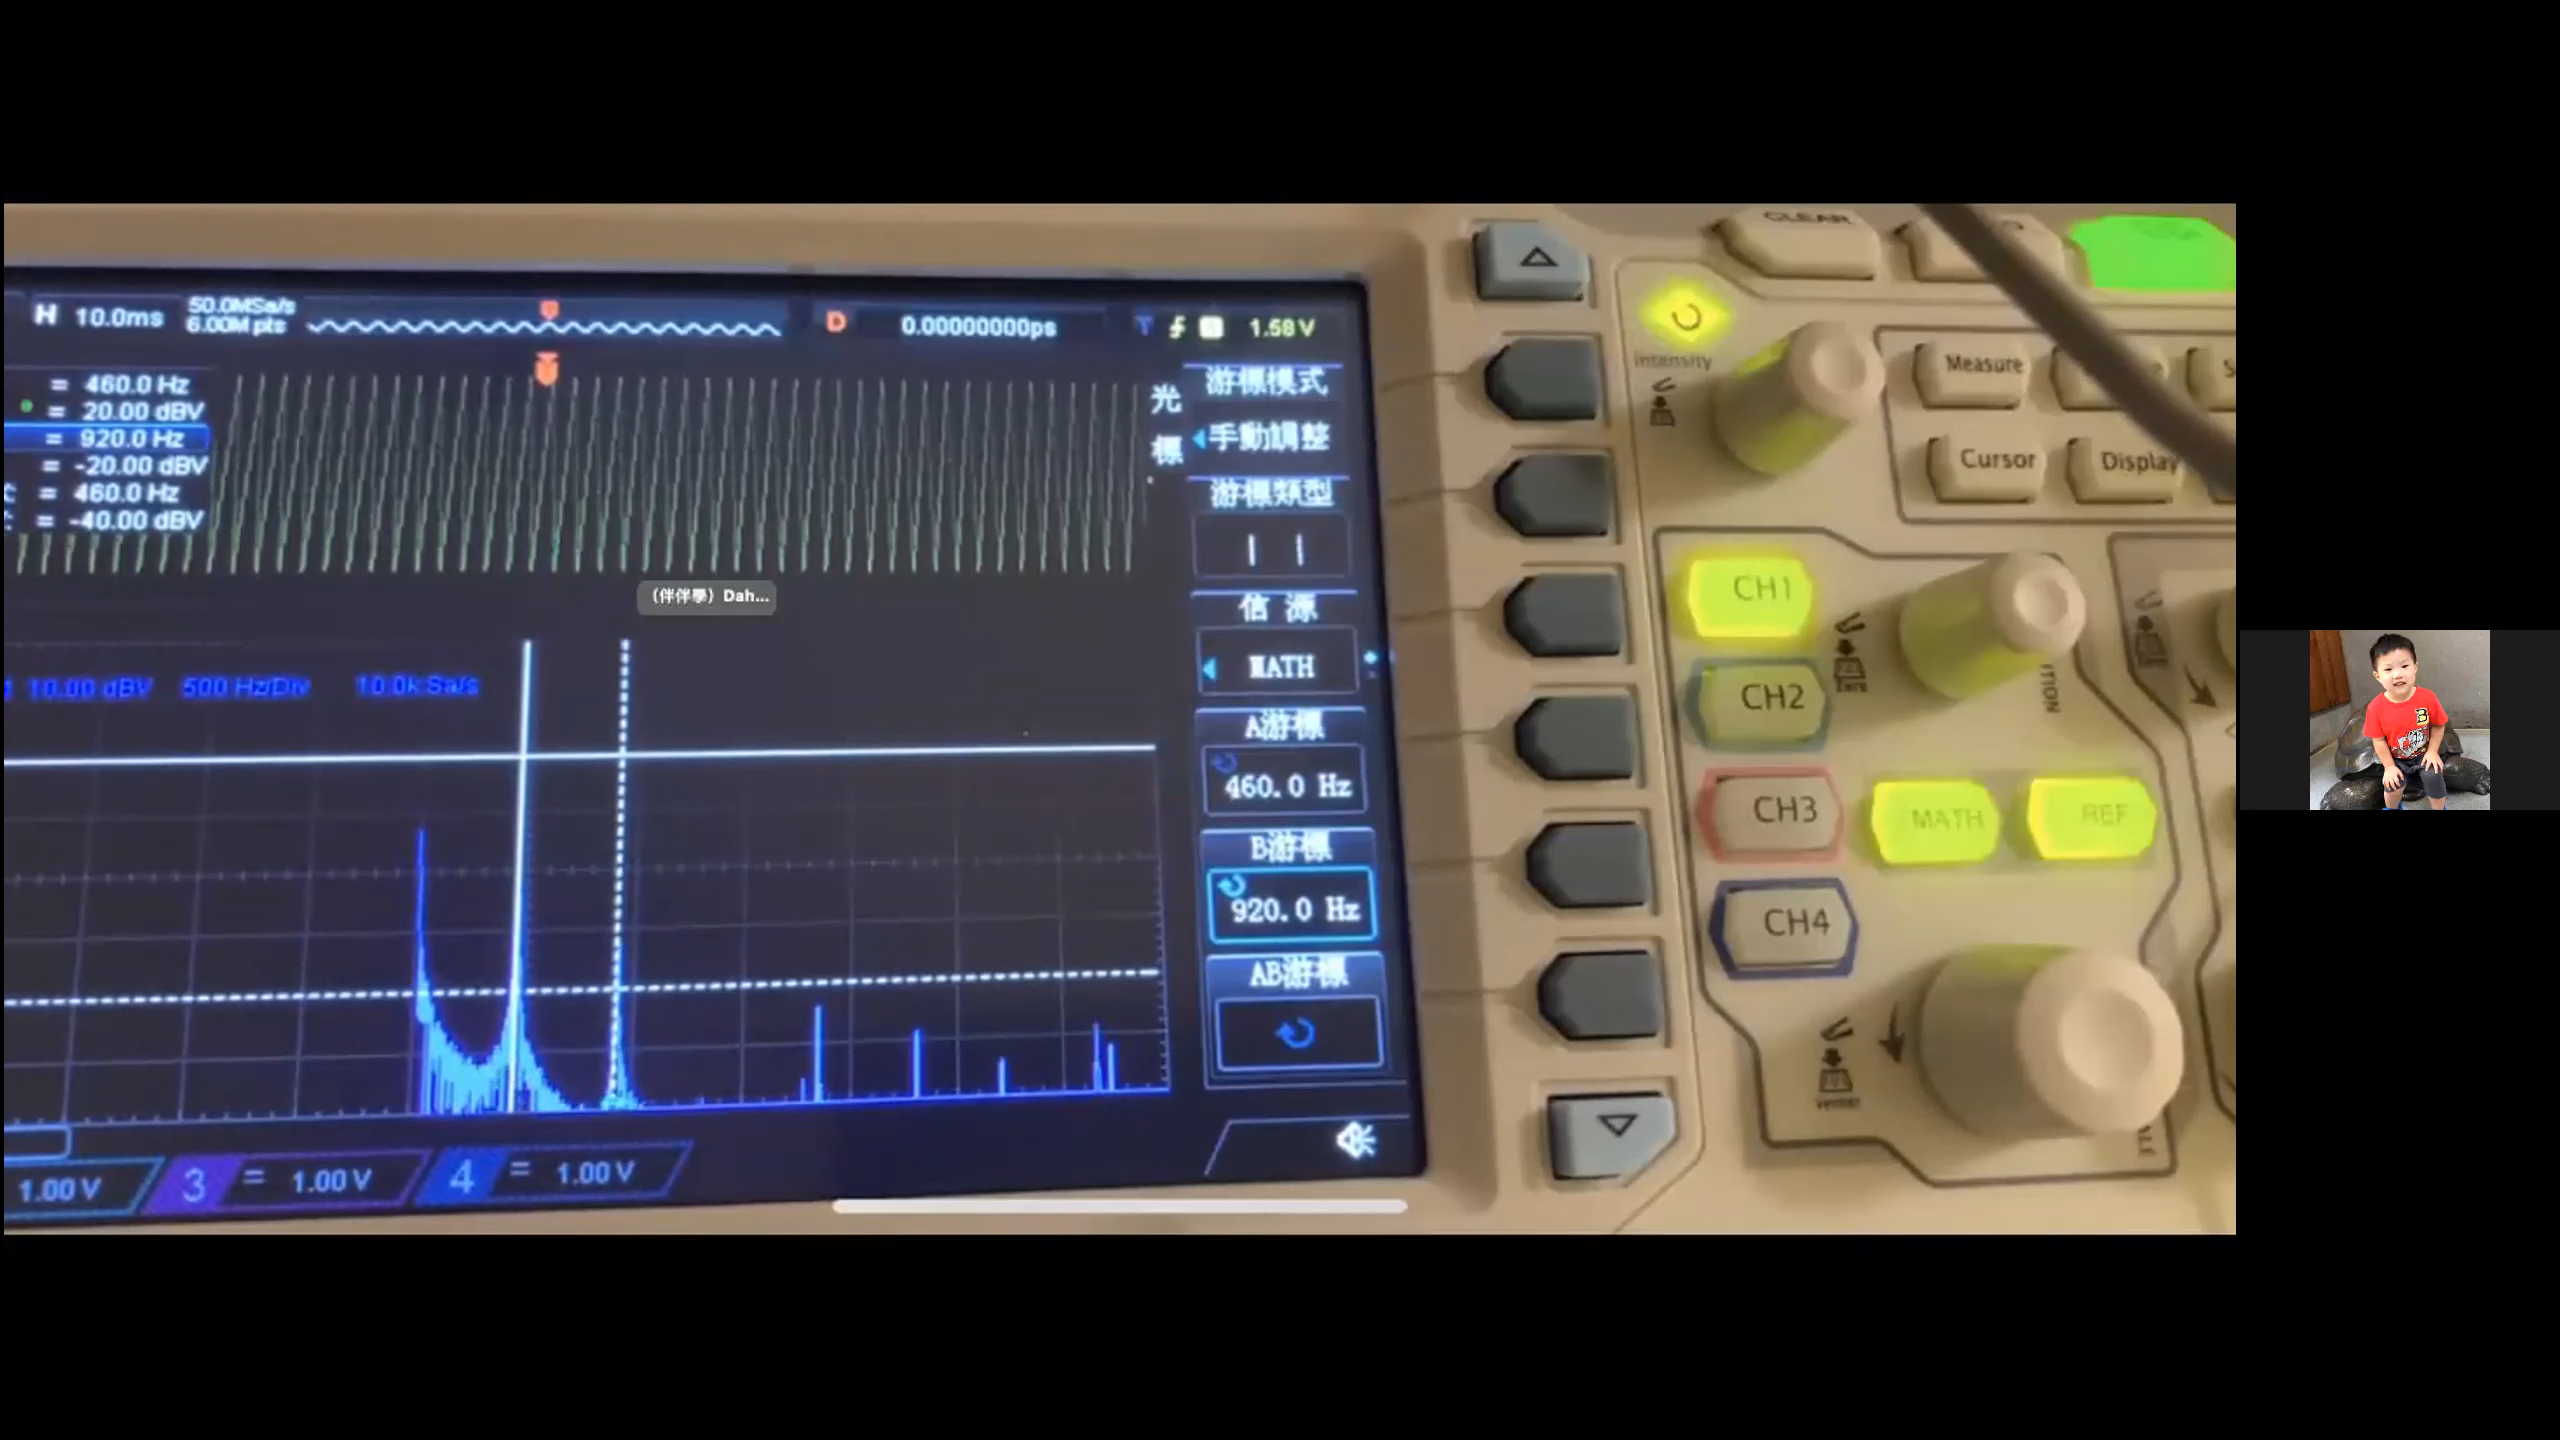 H 10.0ms 50.0MSa/s
6.00M pts
D 0.00000000ps
T 1.58 V
= 460.0 Hz
= 20.00 dBV
= 920.0 Hz
= -20.00 dBV
= 460.0 Hz
= -40.00 dBV
光標
游標模式
手動調整
游標類型
信源
MATH
A游標
460.0 Hz
B游標
920.0 Hz
AB游標
(伴伴學) Dah...
10.00 dBV 500 Hz/Div 10.0k Sa/s
1.00 V
3 = 1.00 V
4 = 1.00 V
CLEAR
Intensity
Measure
Cursor
Display
CH1
CH2
CH3
CH4
MATH
REF